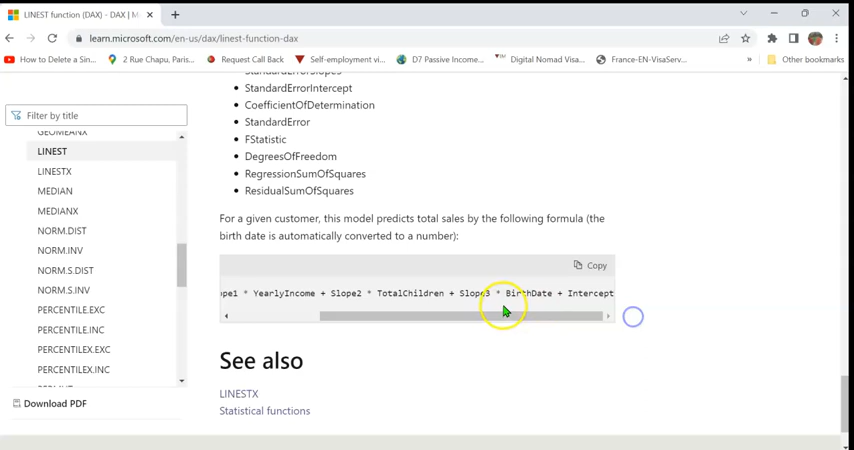 LINEST function (DAX) - DAX | M
learn.microsoft.com/en-us/dax/linest-function-dax
How to Delete a Sin... 2 Rue Chapu, Paris... Request Call Back Self-employment vi... D7 Passive Income... Digital Nomad Visa... France-EN-VisaServ... » Other bookmarks
Filter by title
GEOMEANX
LINEST
LINESTX
MEDIAN
MEDIANX
NORM.DIST
NORM.INV
NORM.S.DIST
NORM.S.INV
PERCENTILE.EXC
PERCENTILE.INC
PERCENTILEX.EXC
PERCENTILEX.INC
Download PDF
StandardErrorSlopes
StandardErrorIntercept
CoefficientOfDetermination
StandardError
FStatistic
DegreesOfFreedom
RegressionSumOfSquares
ResidualSumOfSquares
For a given customer, this model predicts total sales by the following formula (the
birth date is automatically converted to a number):
Copy
ope1 * YearlyIncome + Slope2 * TotalChildren + Slope3 * BirthDate + Intercept
See also
LINESTX
Statistical functions